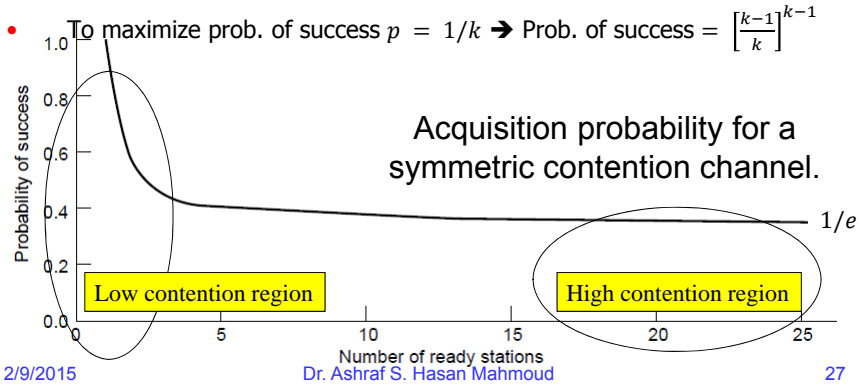 • To maximize prob. of success p = 1/k ➔ Prob. of success = [k−1/k]^{k−1}
1.0
0.8
Acquisition probability for a
symmetric contention channel.
0.6
Probability of success
0.4
1/e
0.2
Low contention region
High contention region
0.0
0 5 10 15 20 25
Number of ready stations
2/9/2015 Dr. Ashraf S. Hasan Mahmoud 27